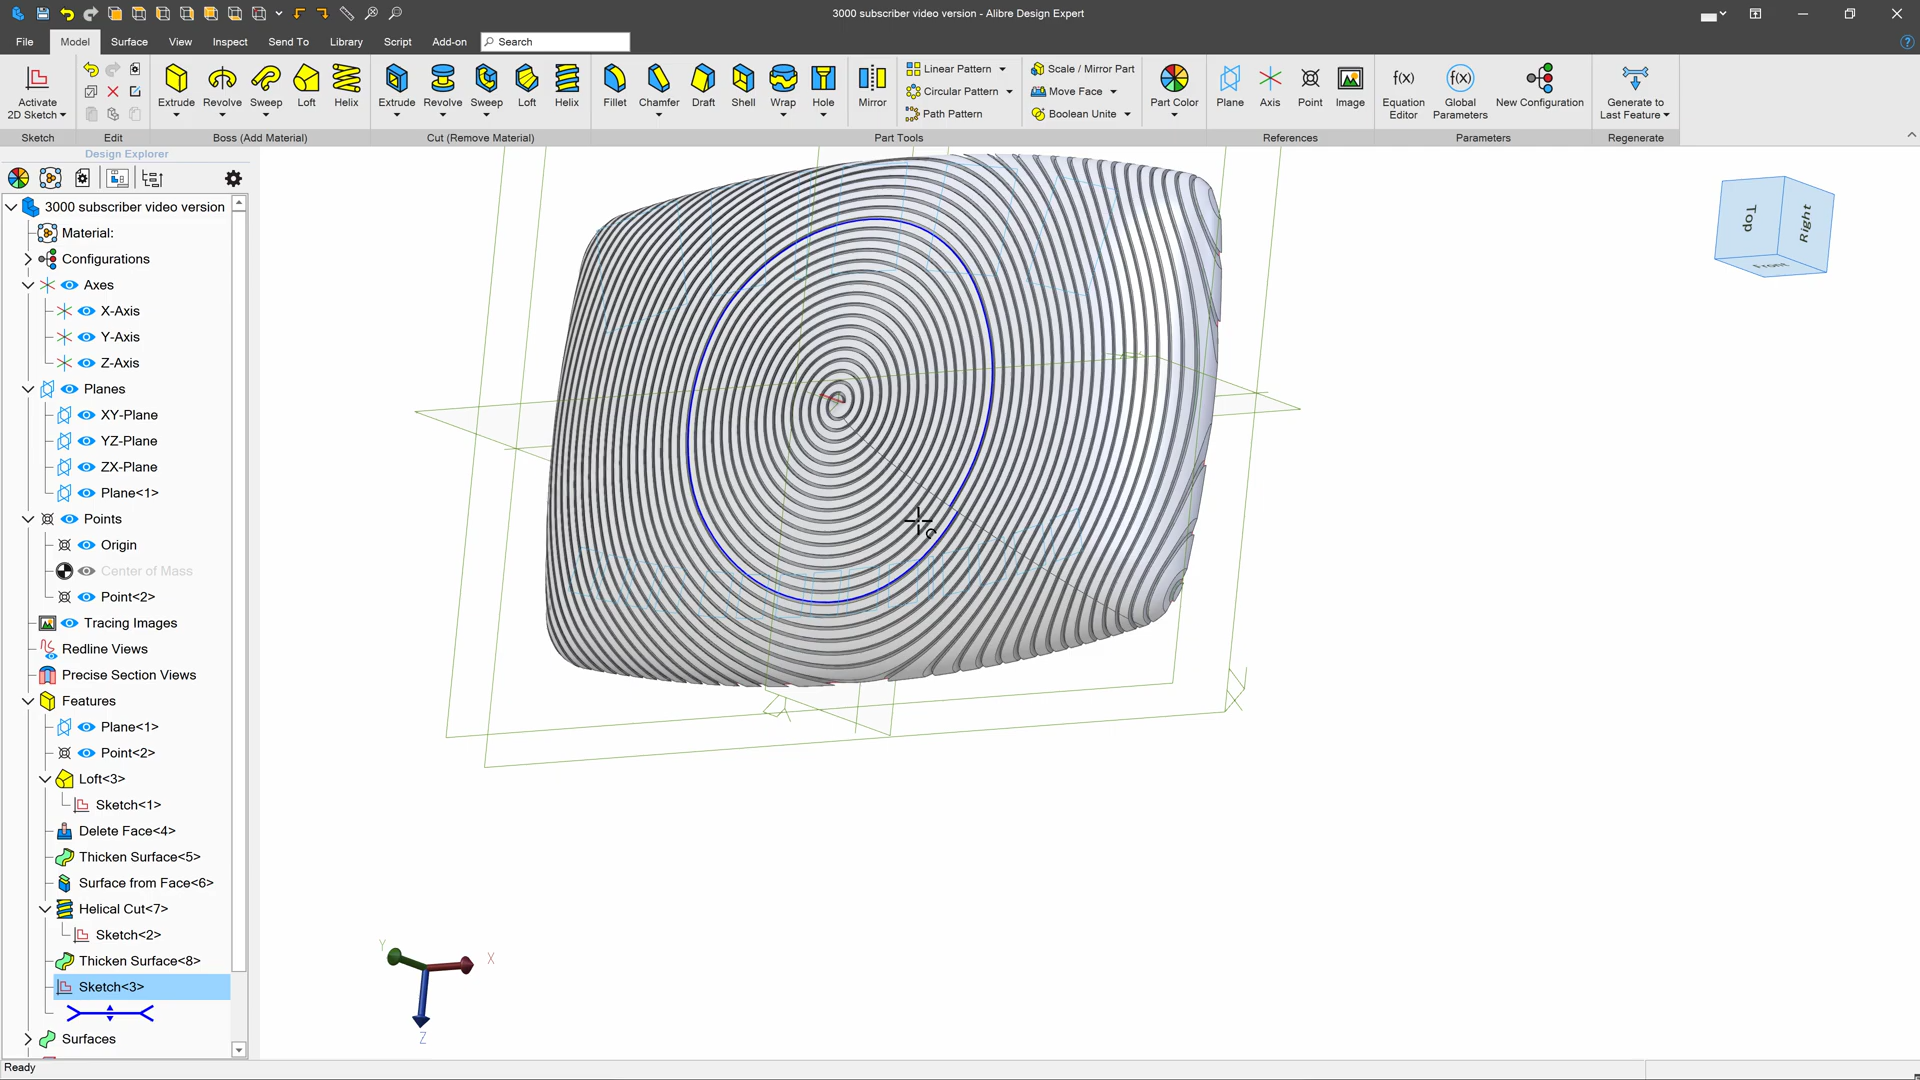 3000 subscriber video version - Alibre Design Expert
File Model Surface View Inspect Send To Library Script Add-on Search
Activate
2D Sketch
Extrude Revolve Sweep Loft Helix
Extrude Revolve Sweep Loft Helix
Fillet Chamfer Draft Shell Wrap Hole
Mirror
Linear Pattern
Circular Pattern
Path Pattern
Scale / Mirror Part
Move Face
Boolean Unite
Part Color
Plane Axis Point Image
Equation
Editor
Global
Parameters
New Configuration
Generate to
Last Feature
Sketch Edit Boss (Add Material) Cut (Remove Material) Part Tools References Parameters Regenerate
Design Explorer
3000 subscriber video version
Material:
Configurations
Axes
X-Axis
Y-Axis
Z-Axis
Planes
XY-Plane
YZ-Plane
ZX-Plane
Plane<1>
Points
Origin
Center of Mass
Point<2>
Tracing Images
Redline Views
Precise Section Views
Features
Plane<1>
Point<2>
Loft<3>
Sketch<1>
Delete Face<4>
Thicken Surface<5>
Surface from Face<6>
Helical Cut<7>
Sketch<2>
Thicken Surface<8>
Sketch<3>
Surfaces
Top
Right
Front
Y
X
Z
Ready